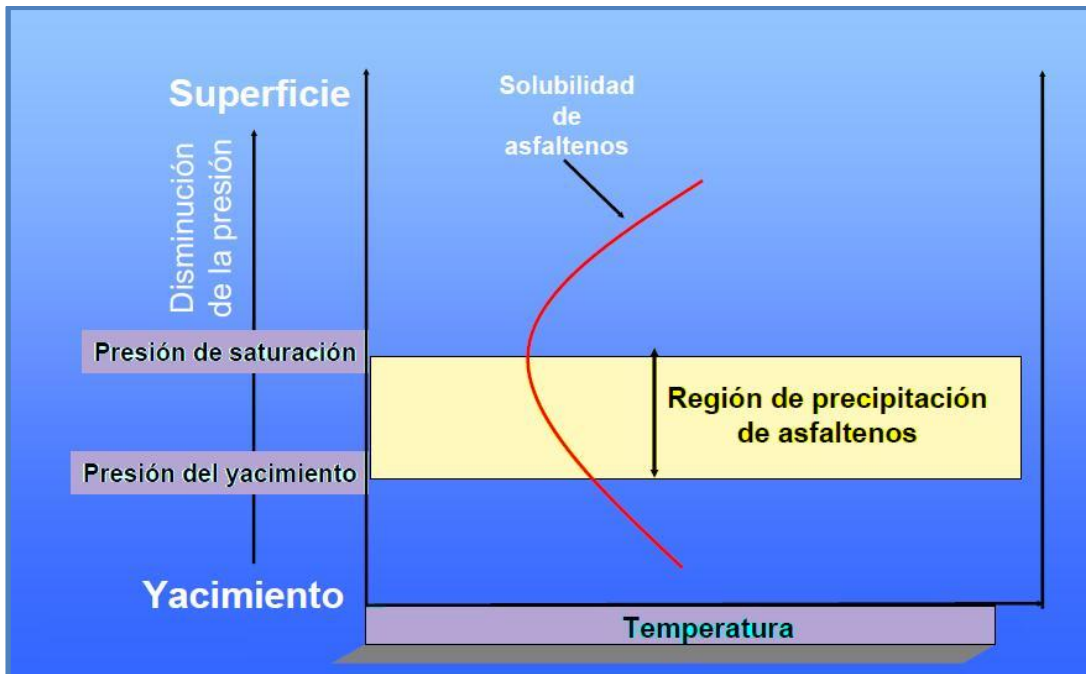 Superficie
Solubilidad
de
asfaltenos
Disminución
de la presión
Presión de saturación
Región de precipitación
de asfaltenos
Presión del yacimiento
Yacimiento
Temperatura